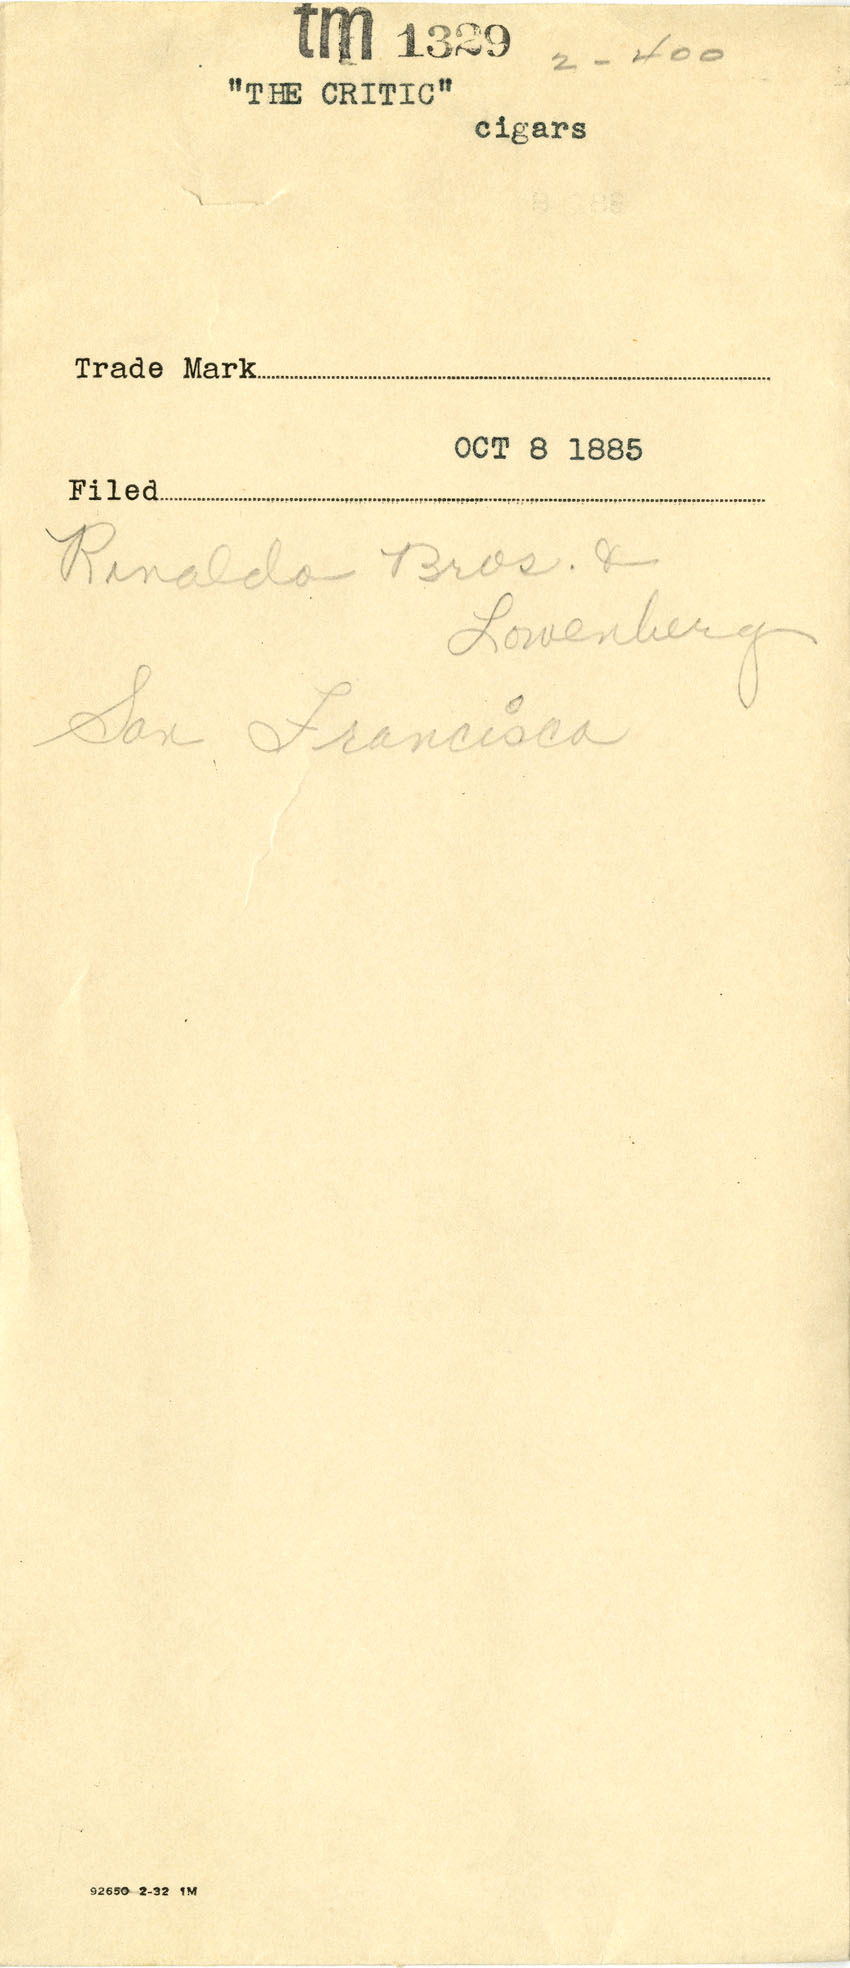 tm 1329 2-400
"THE CRITIC"
cigars
Trade Mark
OCT 8 1885
Filed
Rinaldo Bros. &
Lowenberg
San Francisco
92650 2-32 1M